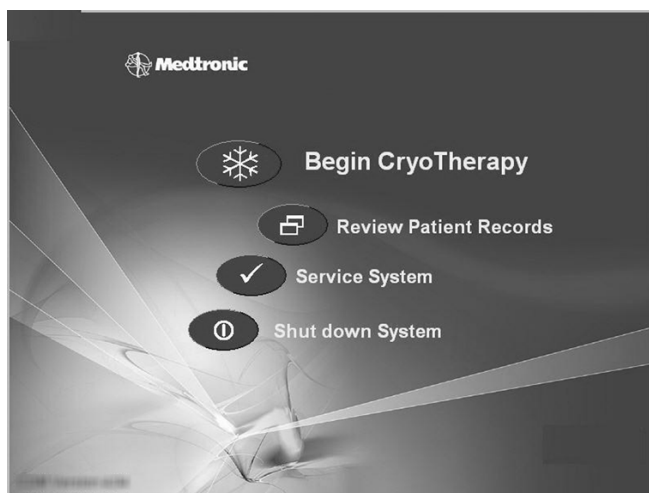 Medtronic
Begin CryoTherapy
Review Patient Records
Service System
Shut down System